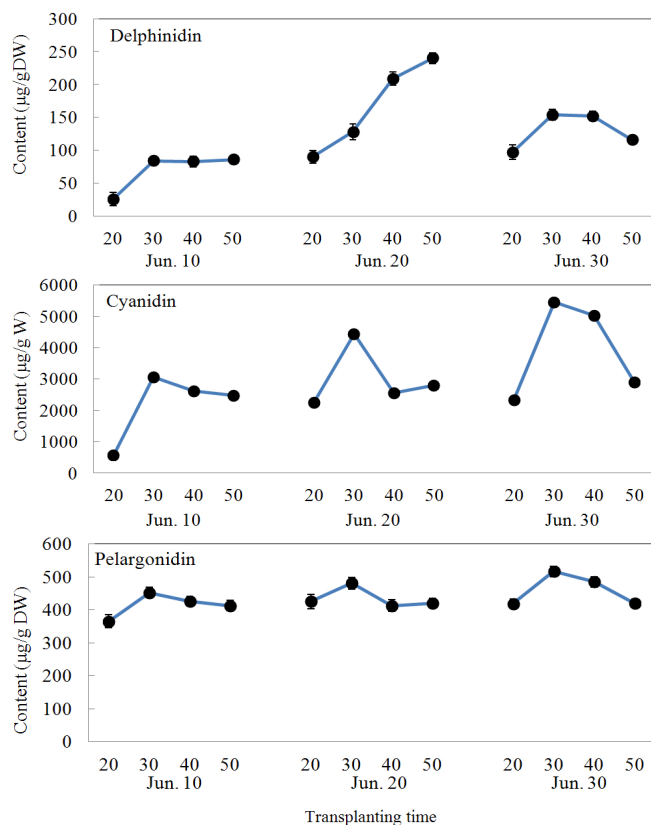 Delphinidin
Content (µg/gDW)
300
250
200
150
100
50
0
20 30 40 50 20 30 40 50 20 30 40 50
Jun. 10 Jun. 20 Jun. 30
Cyanidin
Content (µg/g W)
6000
5000
4000
3000
2000
1000
0
20 30 40 50 20 30 40 50 20 30 40 50
Jun. 10 Jun. 20 Jun. 30
Pelargonidin
Content (µg/g DW)
600
500
400
300
200
100
0
20 30 40 50 20 30 40 50 20 30 40 50
Jun. 10 Jun. 20 Jun. 30
Transplanting time